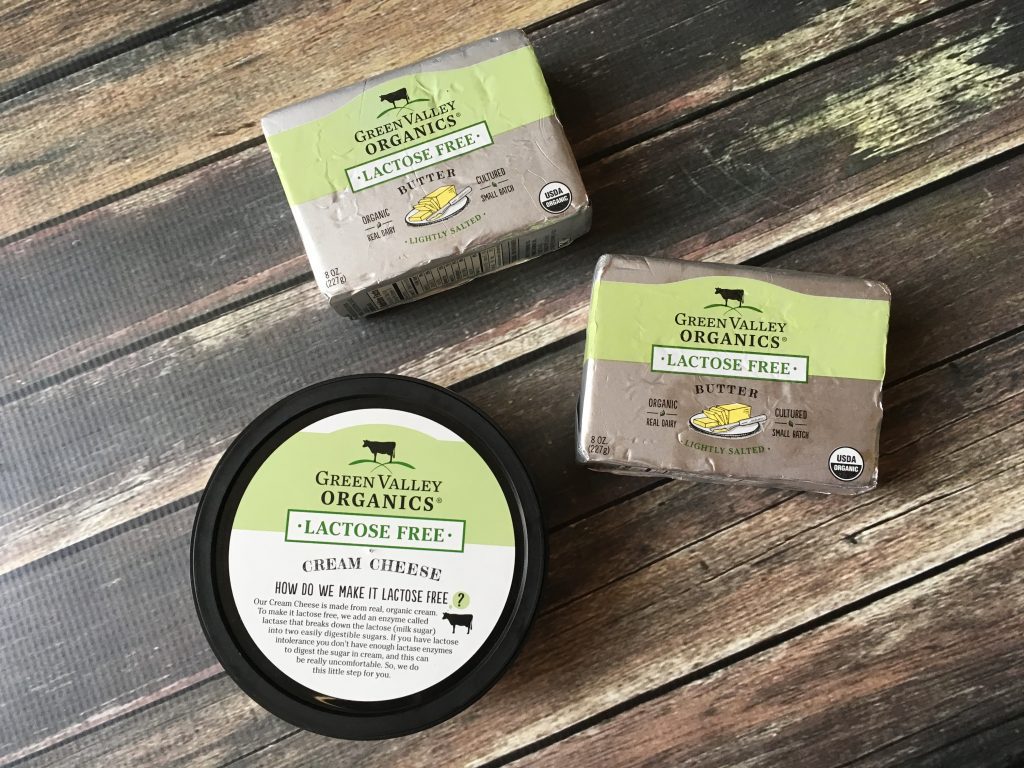 GREEN VALLEY
ORGANICS®
· LACTOSE FREE ·
BUTTER
ORGANIC
REAL DAIRY
CULTURED
SMALL BATCH
· LIGHTLY SALTED ·
8 OZ.
(227g)
USDA
ORGANIC
GREEN VALLEY
ORGANICS®
· LACTOSE FREE ·
BUTTER
ORGANIC
REAL DAIRY
CULTURED
SMALL BATCH
· LIGHTLY SALTED ·
8 OZ.
(227g)
USDA
ORGANIC
GREEN VALLEY
ORGANICS®
· LACTOSE FREE ·
CREAM CHEESE
HOW DO WE MAKE IT LACTOSE FREE ?
Our Cream Cheese is made from real, organic cream.
To make it lactose free, we add an enzyme called
lactase that breaks down the lactose (milk sugar)
into two easily digestible sugars. If you have lactose
intolerance you don't have enough lactase enzymes
to digest the sugar in cream, and this can
be really uncomfortable. So, we do
this little step for you.